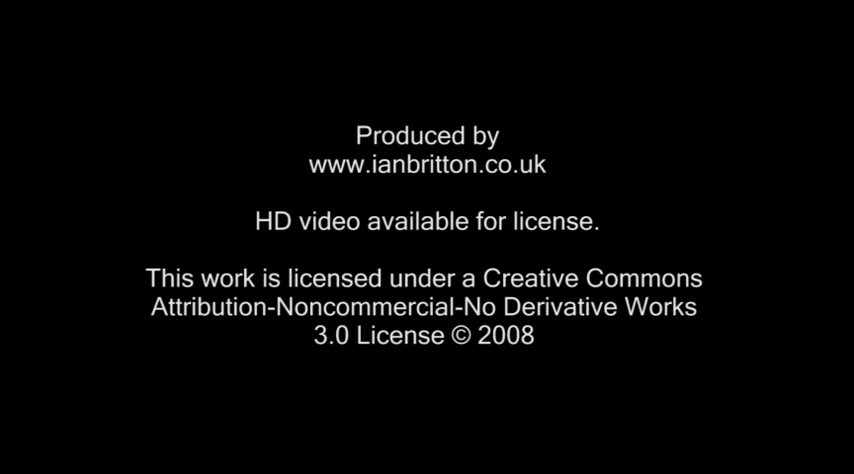 Produced by
www.ianbritton.co.uk
HD video available for license.
This work is licensed under a Creative Commons
Attribution-Noncommercial-No Derivative Works
3.0 License © 2008